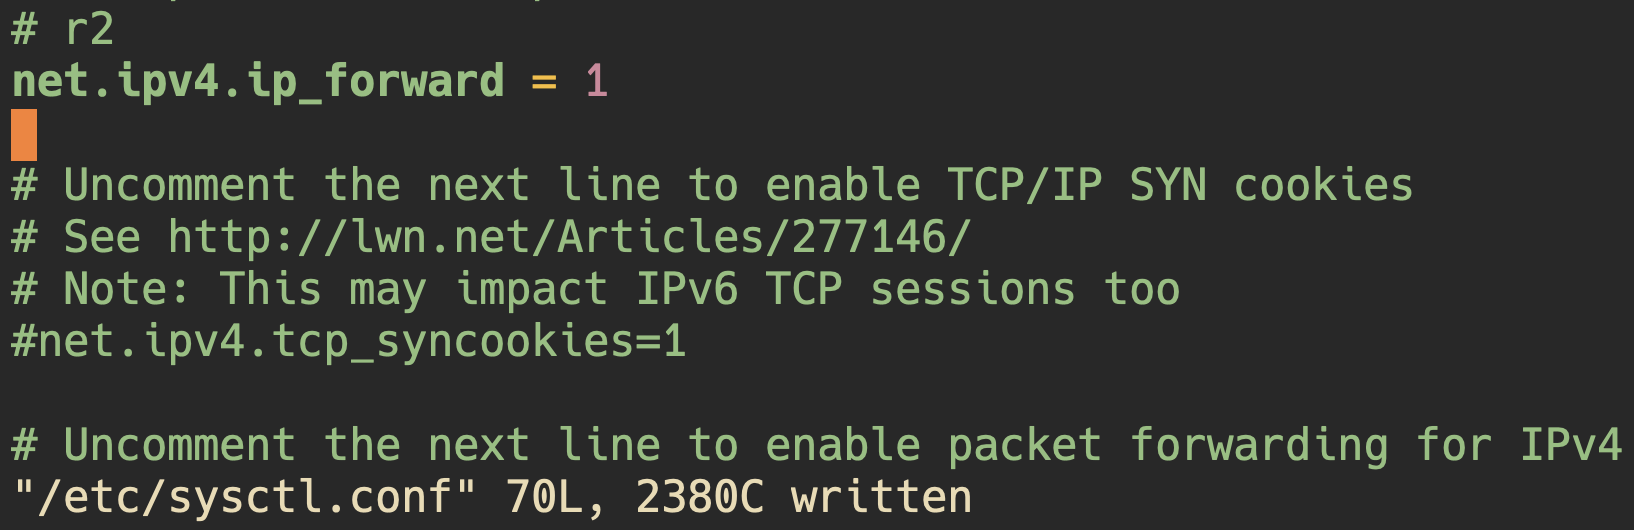 # r2
net.ipv4.ip_forward = 1
# Uncomment the next line to enable TCP/IP SYN cookies
# See http://lwn.net/Articles/277146/
# Note: This may impact IPv6 TCP sessions too
#net.ipv4.tcp_syncookies=1
# Uncomment the next line to enable packet forwarding for IPv4
"/etc/sysctl.conf" 70L, 2380C written